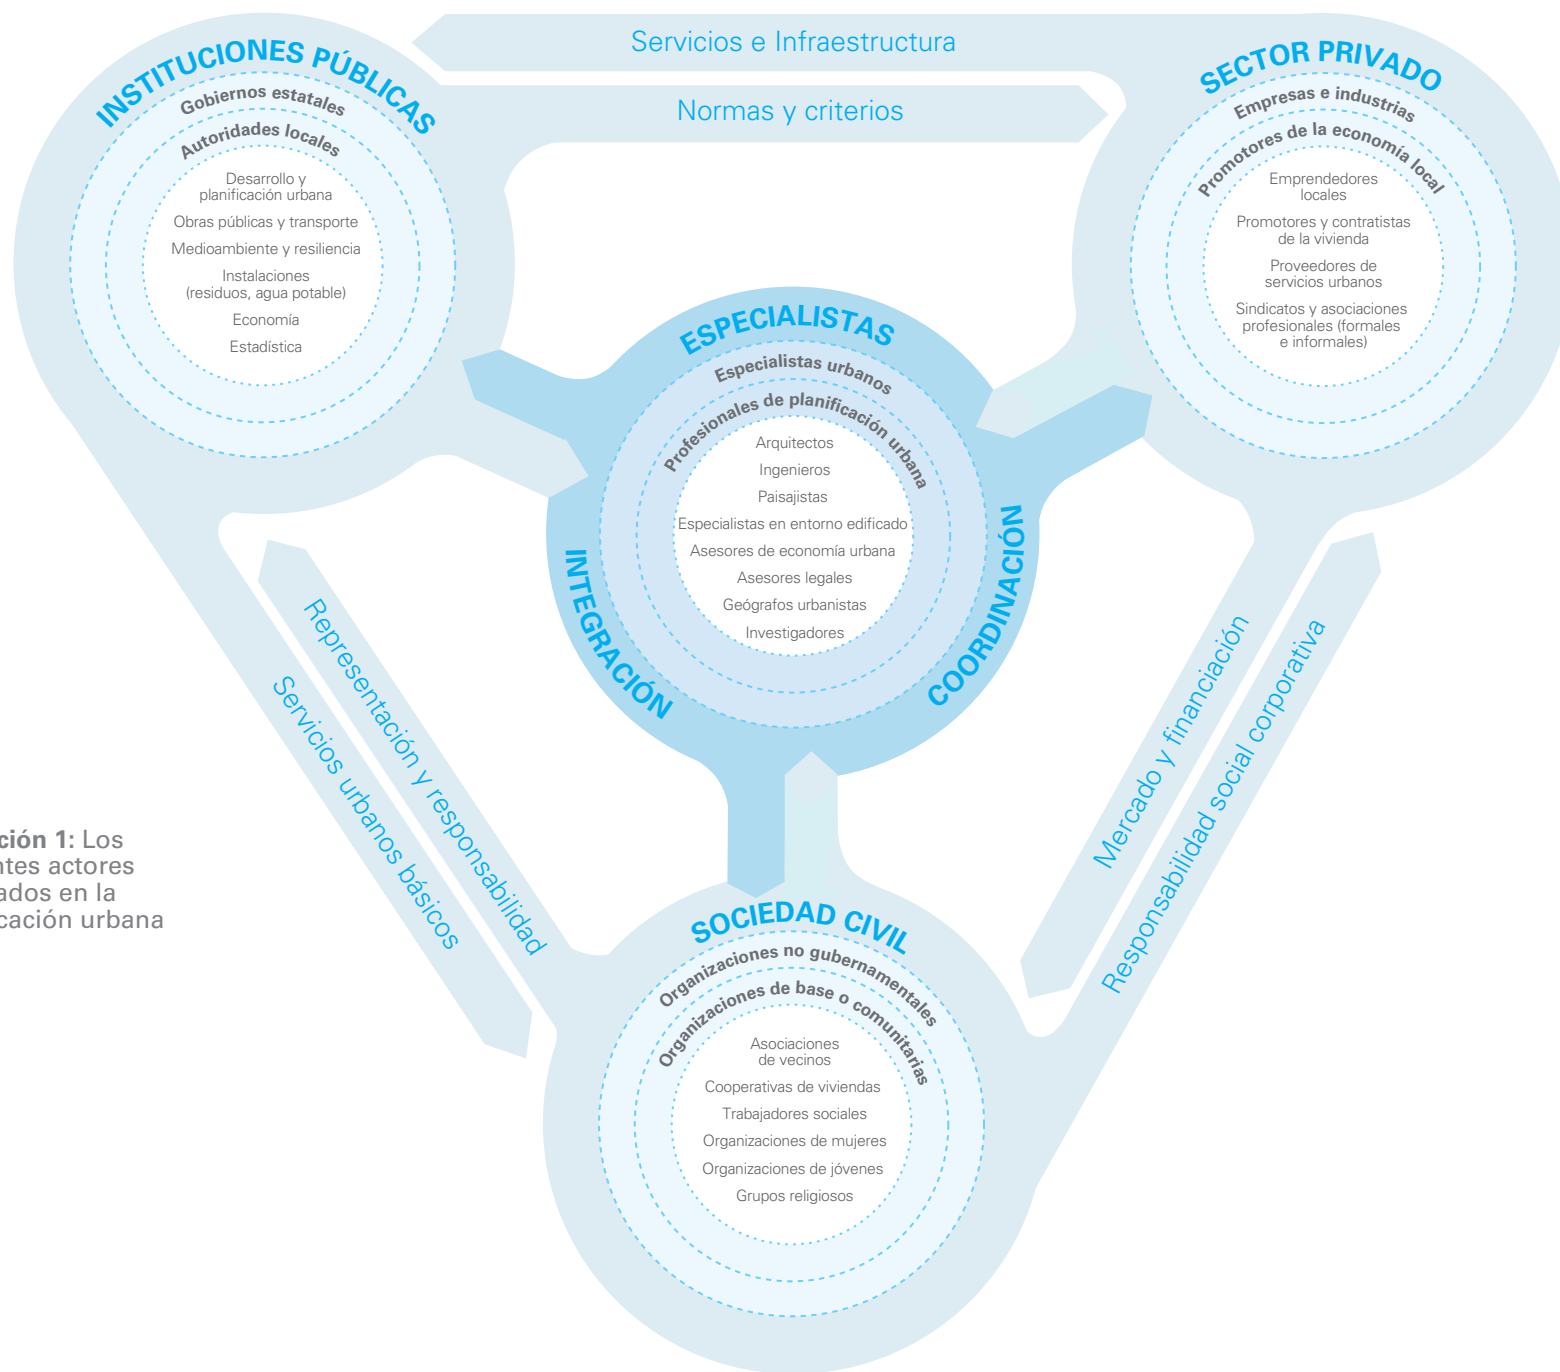 Servicios e Infraestructura
Normas y criterios
INSTITUCIONES PÚBLICAS
Gobiernos estatales
Autoridades locales
Desarrollo y
planificación urbana
Obras públicas y transporte
Medioambiente y resiliencia
Instalaciones
(residuos, agua potable)
Economía
Estadística
SECTOR PRIVADO
Empresas e industrias
Promotores de la economía local
Emprendedores
locales
Promotores y contratistas
de la vivienda
Proveedores de
servicios urbanos
Sindicatos y asociaciones
profesionales (formales
e informales)
ESPECIALISTAS
Especialistas urbanos
Profesionales de planificación urbana
Arquitectos
Ingenieros
Paisajistas
Especialistas en entorno edificado
Asesores de economía urbana
Asesores legales
Geógrafos urbanistas
Investigadores
INTEGRACIÓN
COORDINACIÓN
Representación y responsabilidad
Servicios urbanos básicos
Mercado y financiación
Responsabilidad social corporativa
ción 1: Los
ntes actores
ados en la
cación urbana
SOCIEDAD CIVIL
Organizaciones no gubernamentales
Organizaciones de base o comunitarias
Asociaciones
de vecinos
Cooperativas de viviendas
Trabajadores sociales
Organizaciones de mujeres
Organizaciones de jóvenes
Grupos religiosos